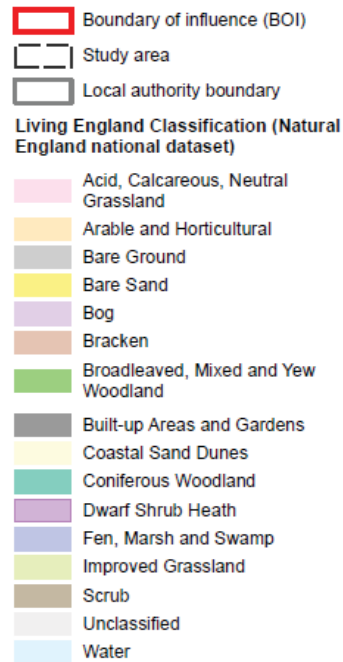 Boundary of influence (BOI)
Study area
Local authority boundary
Living England Classification (Natural
England national dataset)
Acid, Calcareous, Neutral
Grassland
Arable and Horticultural
Bare Ground
Bare Sand
Bog
Bracken
Broadleaved, Mixed and Yew
Woodland
Built-up Areas and Gardens
Coastal Sand Dunes
Coniferous Woodland
Dwarf Shrub Heath
Fen, Marsh and Swamp
Improved Grassland
Scrub
Unclassified
Water